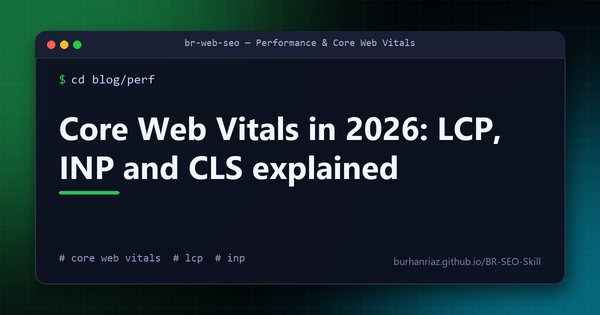 br-web-seo — Performance & Core Web Vitals
$ cd blog/perf
Core Web Vitals in 2026: LCP,
INP and CLS explained
# core web vitals # lcp # inp
burhanriaz.github.io/BR-SEO-Skill